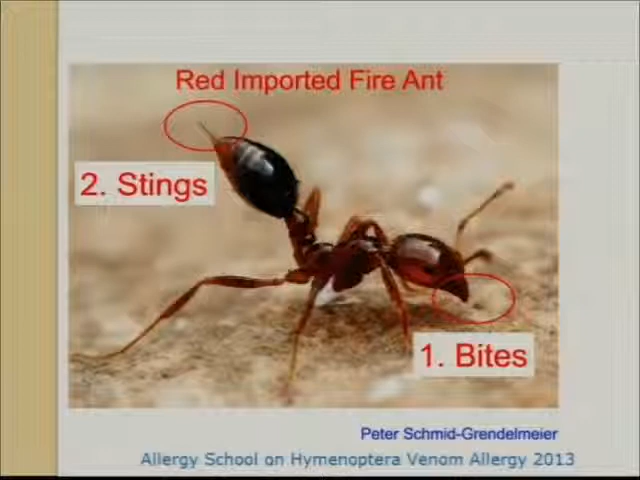 Red Imported Fire Ant
2. Stings
1. Bites
Peter Schmid-Grendelmeier
Allergy School on Hymenoptera Venom Allergy 2013